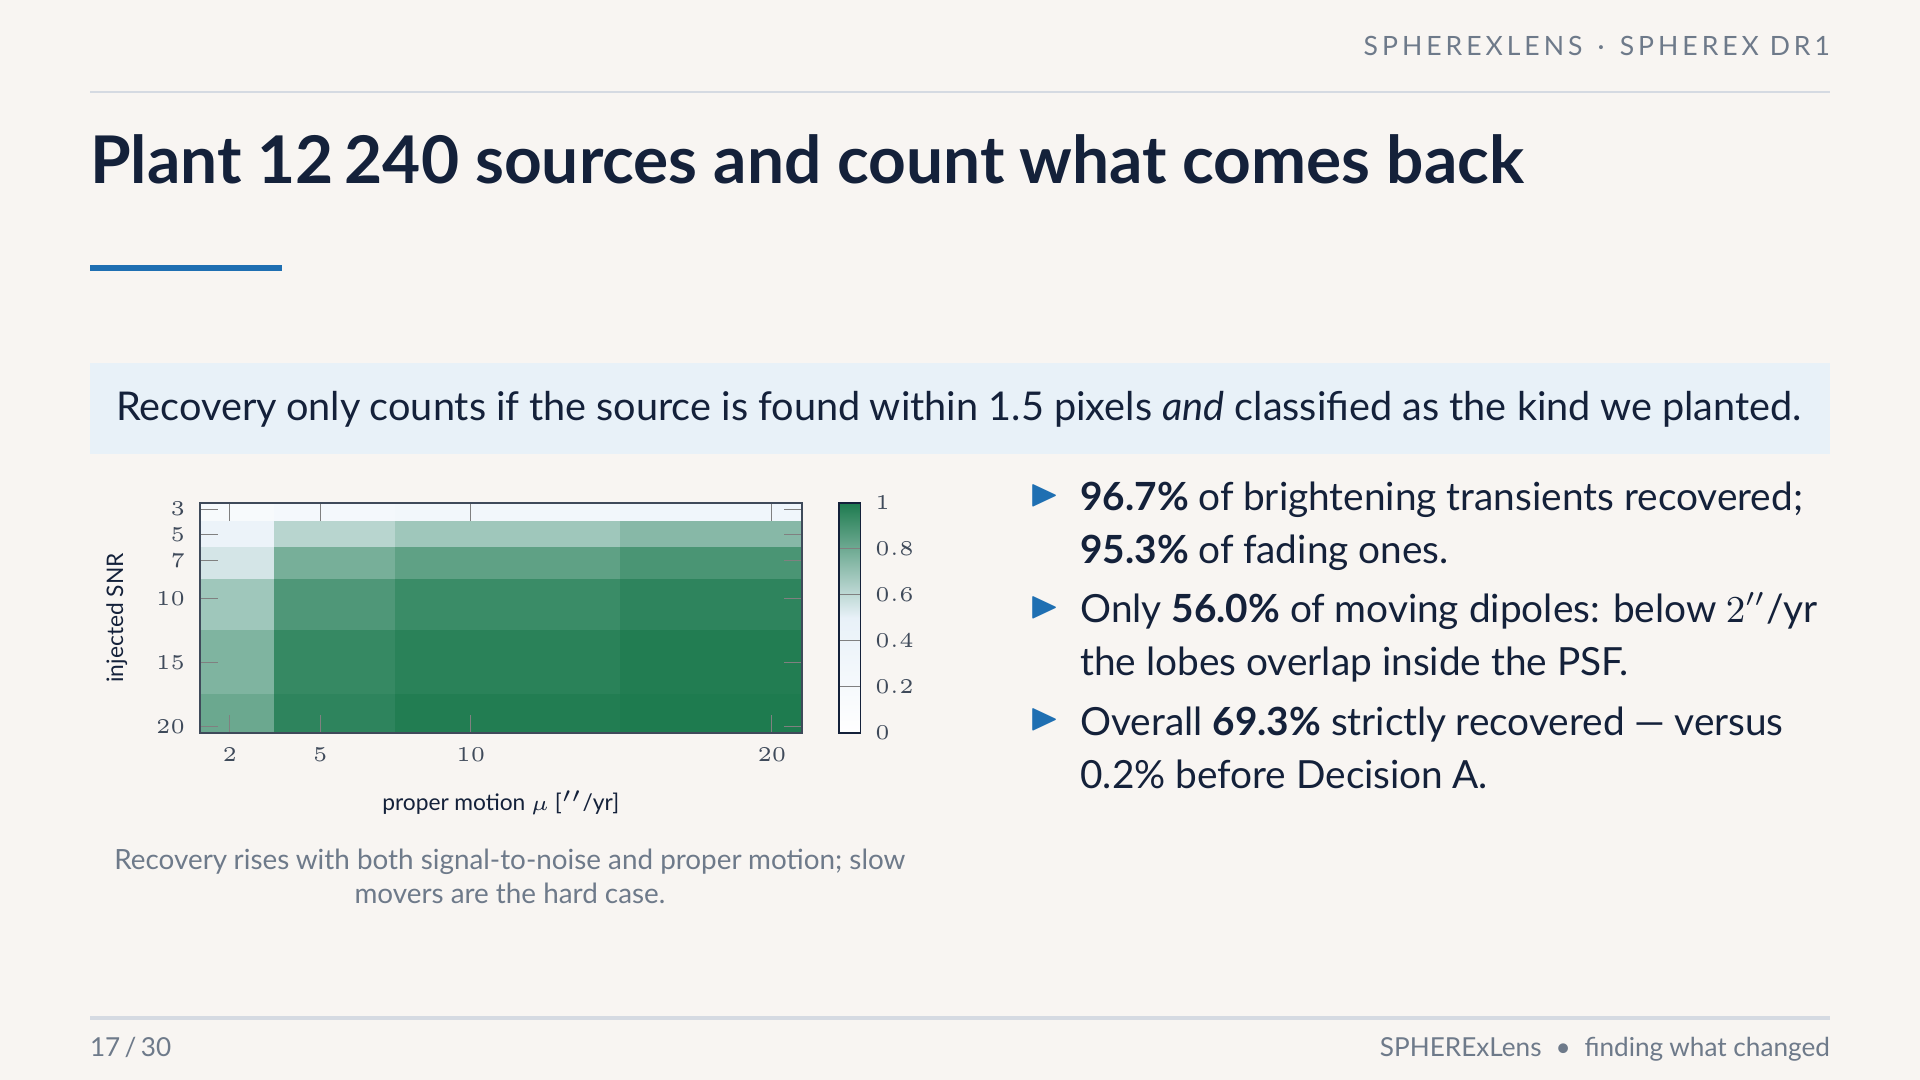 SPHEREXLENS · SPHEREX DR1
Plant 12 240 sources and count what comes back
Recovery only counts if the source is found within 1.5 pixels and classified as the kind we planted.
3
5
7
10
15
20
injected SNR
2
5
10
20
proper motion μ [′′/yr]
1
0.8
0.6
0.4
0.2
0
Recovery rises with both signal-to-noise and proper motion; slow
movers are the hard case.
▶ 96.7% of brightening transients recovered;
95.3% of fading ones.
▶ Only 56.0% of moving dipoles: below 2′′/yr
the lobes overlap inside the PSF.
▶ Overall 69.3% strictly recovered — versus
0.2% before Decision A.
17 / 30
SPHERExLens • finding what changed